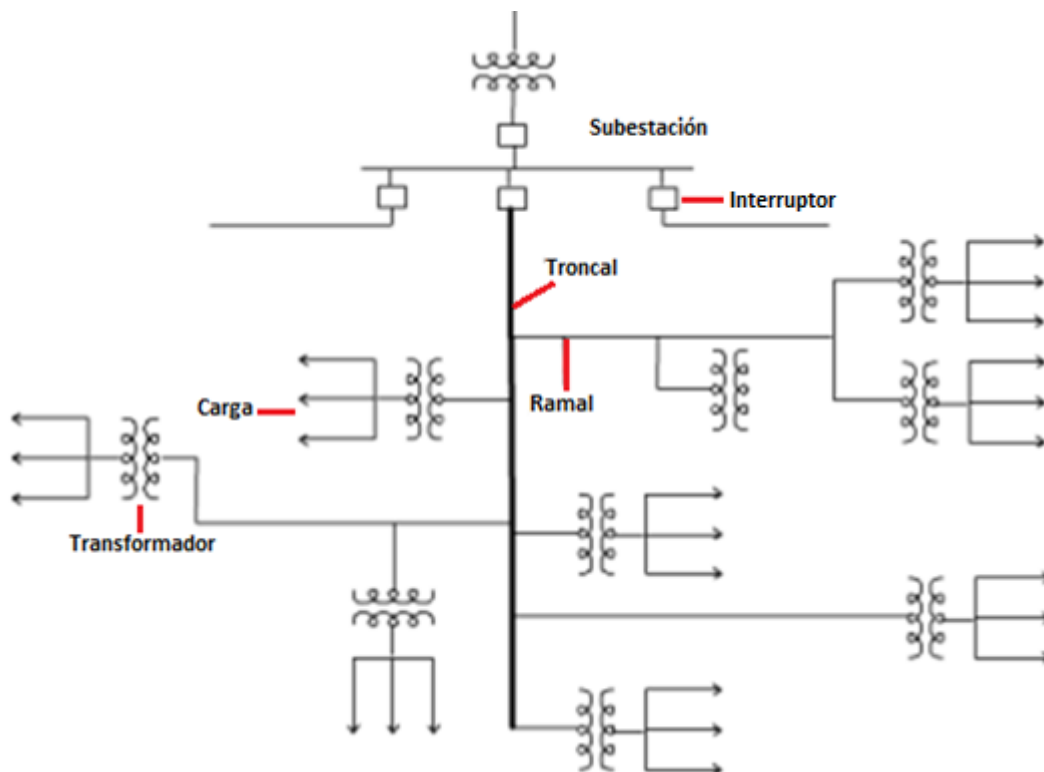 Subestación
Interruptor
Troncal
Ramal
Carga
Transformador